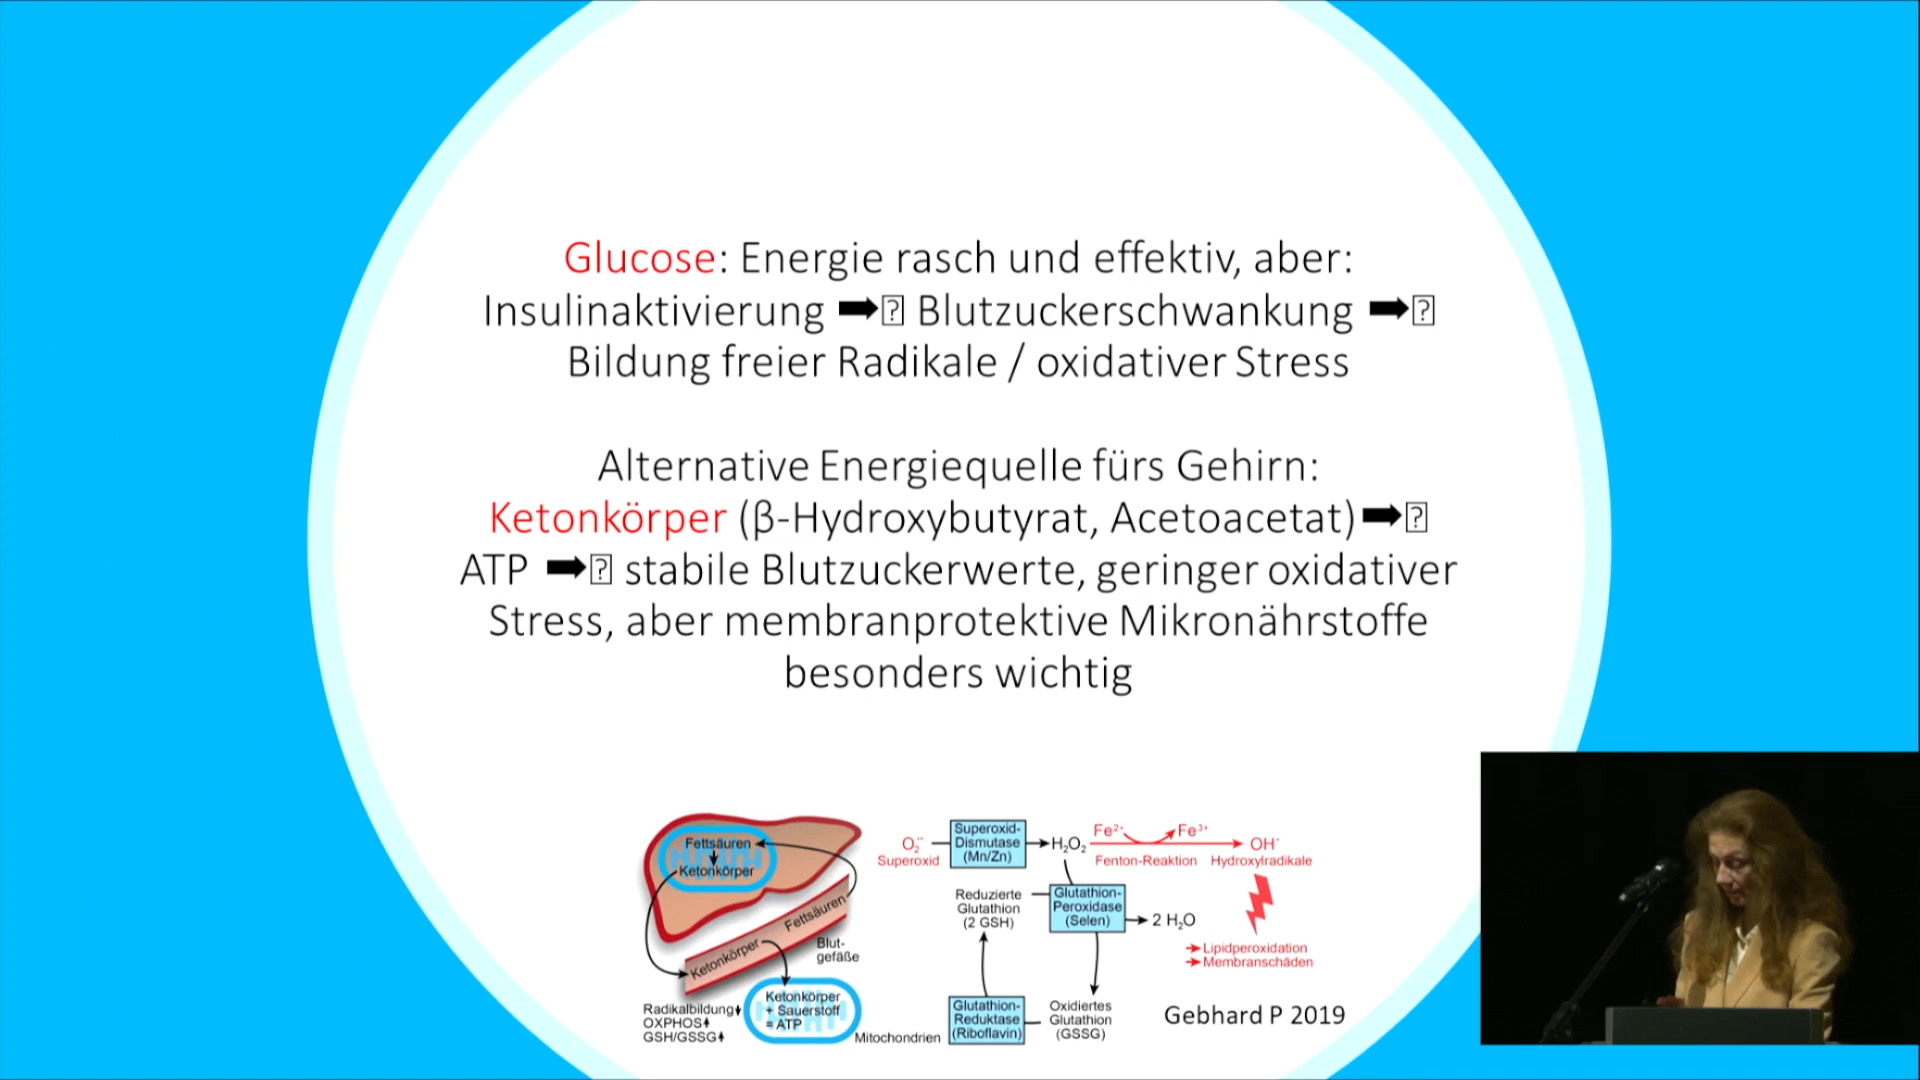 Glucose: Energie rasch und effektiv, aber:
Insulinaktivierung ➡ Blutzuckerschwankung ➡
Bildung freier Radikale / oxidativer Stress
Alternative Energiequelle fürs Gehirn:
Ketonkörper (β-Hydroxybutyrat, Acetoacetat) ➡
ATP ➡ stabile Blutzuckerwerte, geringer oxidativer
Stress, aber membranprotektive Mikronährstoffe
besonders wichtig
Fettsäuren
Ketonkörper
Fettsäuren
Ketonkörper
Blut-
gefäße
Ketonkörper
+ Sauerstoff
= ATP
Radikalbildung↓
OXPHOS↑
GSH/GSSG↑
Mitochondrien
O₂·⁻
Superoxid
Superoxid-
Dismutase
(Mn/Zn)
H₂O₂
Fe²⁺ Fe³⁺
Fenton-Reaktion
OH·
Hydroxylradikale
Reduzierte
Glutathion
(2 GSH)
Glutathion-
Peroxidase
(Selen)
2 H₂O
→ Lipidperoxidation
→ Membranschäden
Glutathion-
Reduktase
(Riboflavin)
Oxidiertes
Glutathion
(GSSG)
Gebhard P 2019